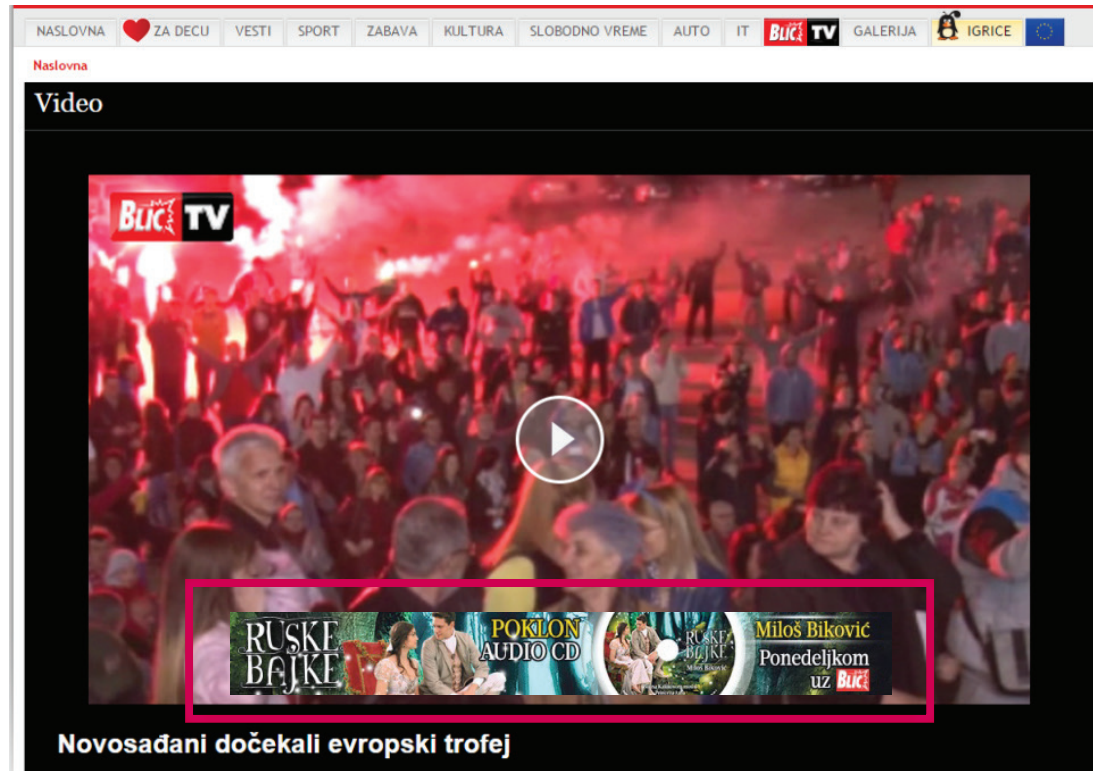 NASLOVNA ZA DECU VESTI SPORT ZABAVA KULTURA SLOBODNO VREME AUTO IT BLIC TV GALERIJA IGRICE
Naslovna
Video
BLIC TV
RUSKE BAJKE
POKLON AUDIO CD
RUSKE BAJKE
Miloš Biković
Miloš Biković
Ponedeljkom
uz BLIC
Novosađani dočekali evropski trofej